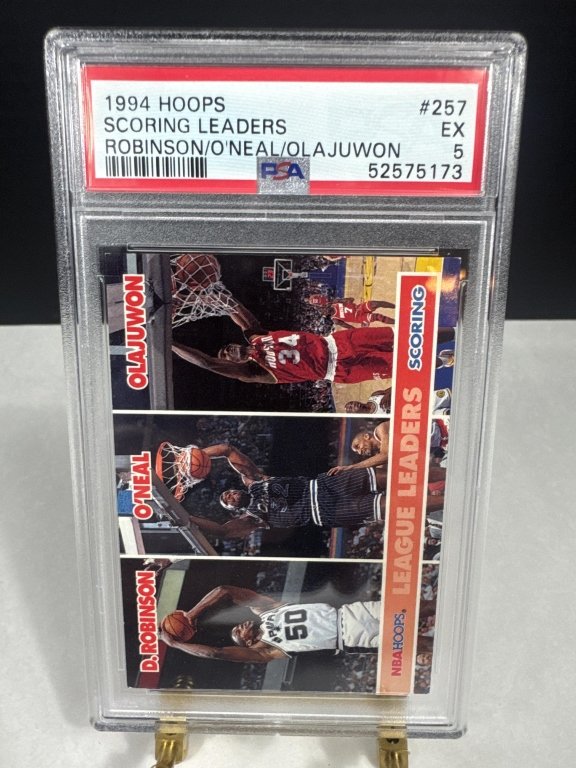 1994 HOOPS #257
SCORING LEADERS EX
ROBINSON/O'NEAL/OLAJUWON 5
PSA 52575173
OLAJUWON
O'NEAL
D. ROBINSON
NBA HOOPS® LEAGUE LEADERS SCORING
34
32
50